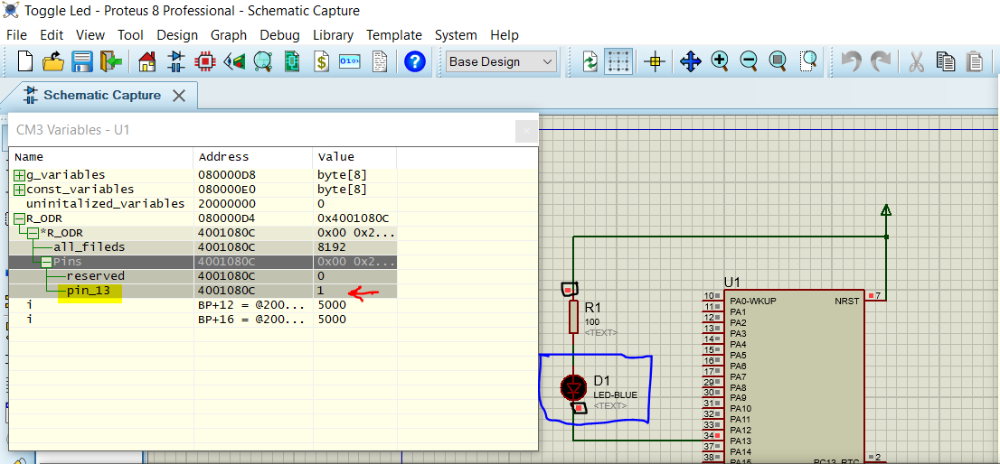 Toggle Led - Proteus 8 Professional - Schematic Capture
File Edit View Tool Design Graph Debug Library Template System Help
$ 0101 ? Base Design
Schematic Capture
CM3 Variables - U1
Name Address Value
g_variables 080000D8 byte[8]
const_variables 080000E0 byte[8]
uninitalized_variables 20000000 0
R_ODR 080000D4 0x4001080C
*R_ODR 4001080C 0x00 0x2...
all_fileds 4001080C 8192
Pins 4001080C 0x00 0x2...
reserved 4001080C 0
pin_13 4001080C 1
i BP+12 = @200... 5000
i BP+16 = @200... 5000
R1
100
<TEXT>
D1
LED-BLUE
<TEXT>
U1
10 PA0-WKUP NRST 7
11 PA1
12 PA2
13 PA3
14 PA4
15 PA5
16 PA6
17 PA7
29 PA8
30 PA9
31 PA10
32 PA11
33 PA12
34 PA13
37 PA14
38 PA15 PC13_RTC 2